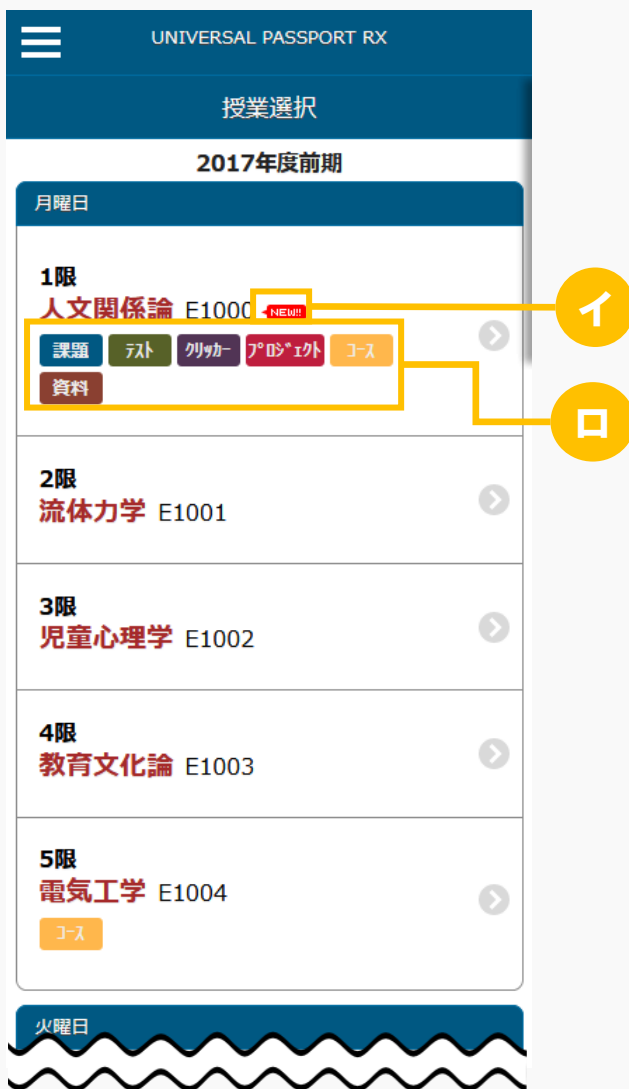 UNIVERSAL PASSPORT RX
授業選択
2017年度前期
月曜日
1限
人文関係論 E1000 NEW!!
イ
課題 ﾃｽﾄ ｸﾘｯｶｰ ﾌﾟﾛｼﾞｪｸﾄ ｺｰｽ
資料
ロ
2限
流体力学 E1001
3限
児童心理学 E1002
4限
教育文化論 E1003
5限
電気工学 E1004
ｺｰｽ
火曜日